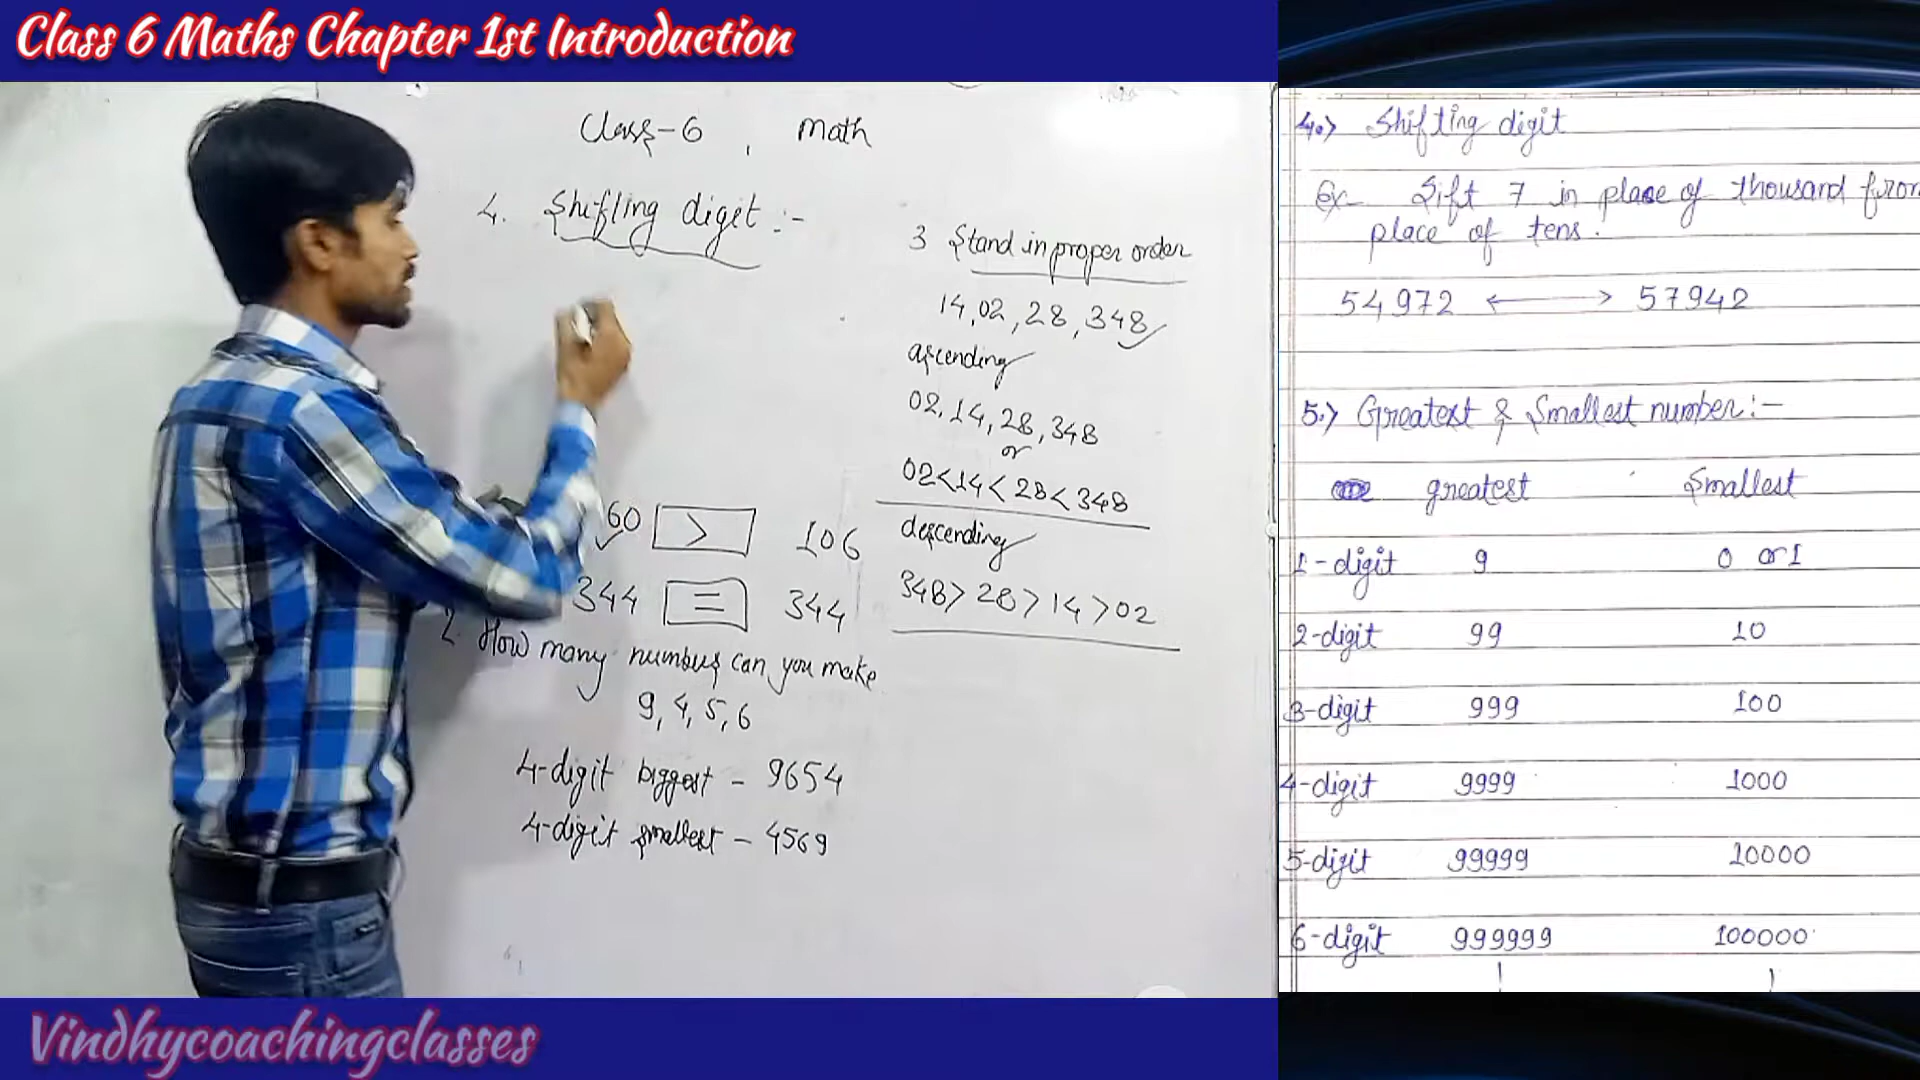 Class 6 Maths Chapter 1st Introduction
Class-6, Math
4. Shifling digit :-
60 > 106
344 = 344
2. How many numbers can you make
9, 4, 5, 6
4-digit biggest - 9654
4-digit smallest - 4569
3 Stand in proper order
14, 02, 28, 348
ascending
02, 14, 28, 348
or
02<14<28<348
descending
348>28>14>02
4.> Shifting digit
Ex- Sift 7 in place of thousand from
place of tens.
54972 ⟷ 57942
5.> Greatest & Smallest number:-
greatest Smallest
1-digit 9 0 or 1
2-digit 99 10
3-digit 999 100
4-digit 9999 1000
5-digit 99999 10000
6-digit 999999 100000
Vindhycoachingclasses